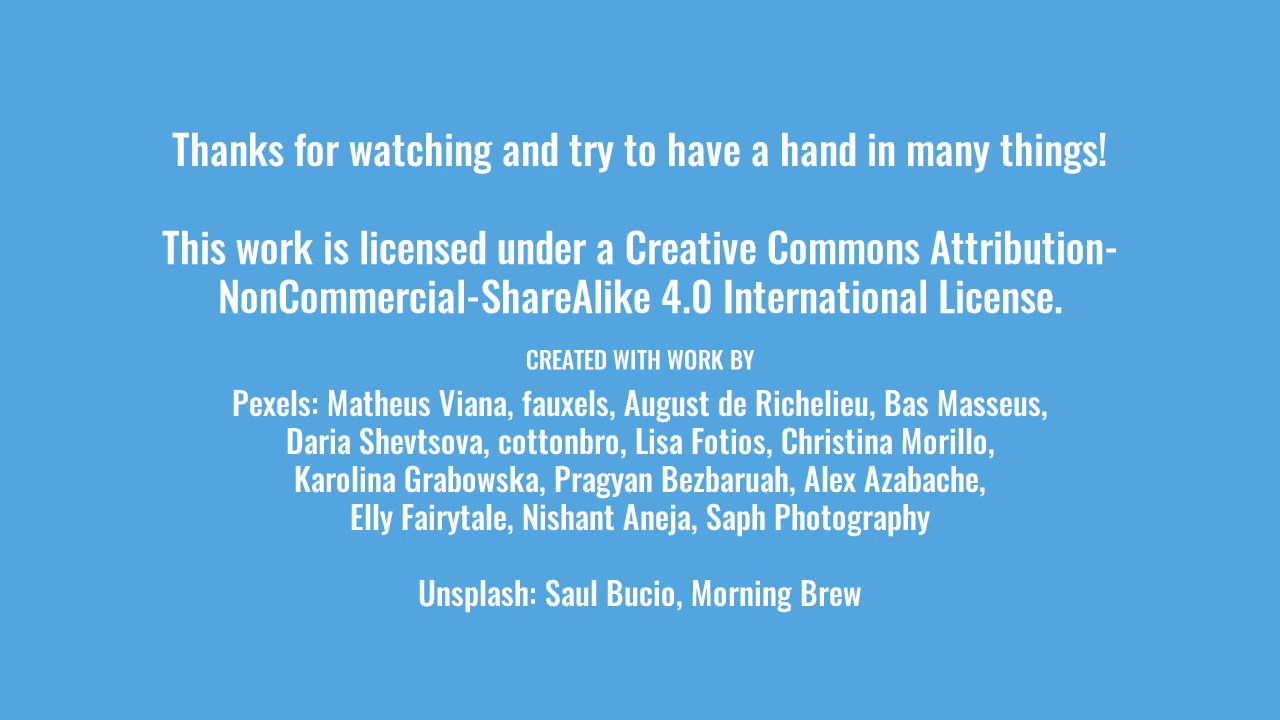 Thanks for watching and try to have a hand in many things!
This work is licensed under a Creative Commons Attribution-
NonCommercial-ShareAlike 4.0 International License.
CREATED WITH WORK BY
Pexels: Matheus Viana, fauxels, August de Richelieu, Bas Masseus,
Daria Shevtsova, cottonbro, Lisa Fotios, Christina Morillo,
Karolina Grabowska, Pragyan Bezbaruah, Alex Azabache,
Elly Fairytale, Nishant Aneja, Saph Photography
Unsplash: Saul Bucio, Morning Brew